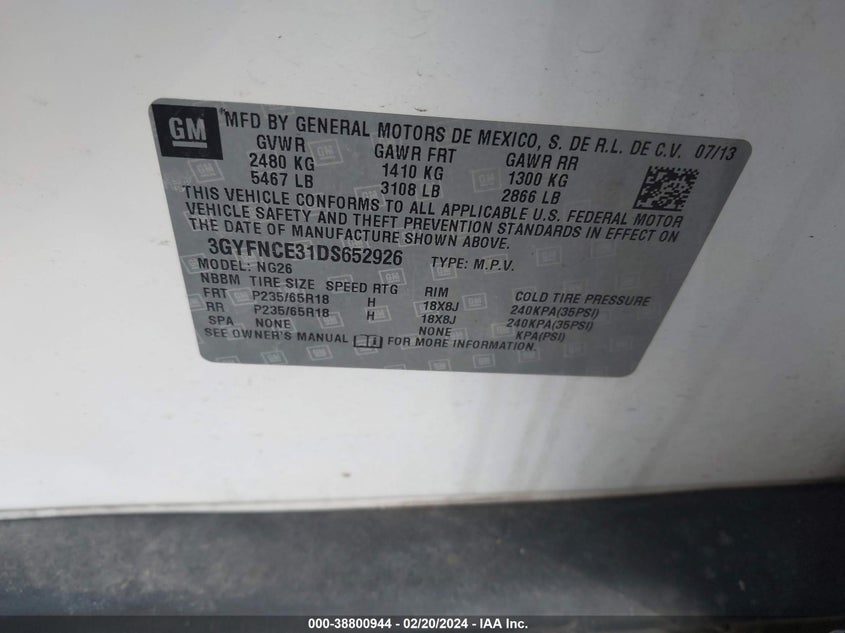 GM
MFD BY GENERAL MOTORS DE MEXICO, S. DE R.L. DE C.V. 07/13
GVWR GAWR FRT GAWR RR
2480 KG 1410 KG 1300 KG
5467 LB 3108 LB 2866 LB
THIS VEHICLE CONFORMS TO ALL APPLICABLE U.S. FEDERAL MOTOR
VEHICLE SAFETY AND THEFT PREVENTION STANDARDS IN EFFECT ON
THE DATE OF MANUFACTURE SHOWN ABOVE.
3GYFNCE31DS652926 TYPE: M.P.V.
MODEL: NG26
NBBM TIRE SIZE SPEED RTG RIM COLD TIRE PRESSURE
FRT P235/65R18 H 18X8J 240KPA(35PSI)
RR P235/65R18 H 18X8J 240KPA(35PSI)
SPA NONE NONE KPA(PSI)
SEE OWNER'S MANUAL FOR MORE INFORMATION.
000-38800944 / 02/20/2024 - IAA Inc.